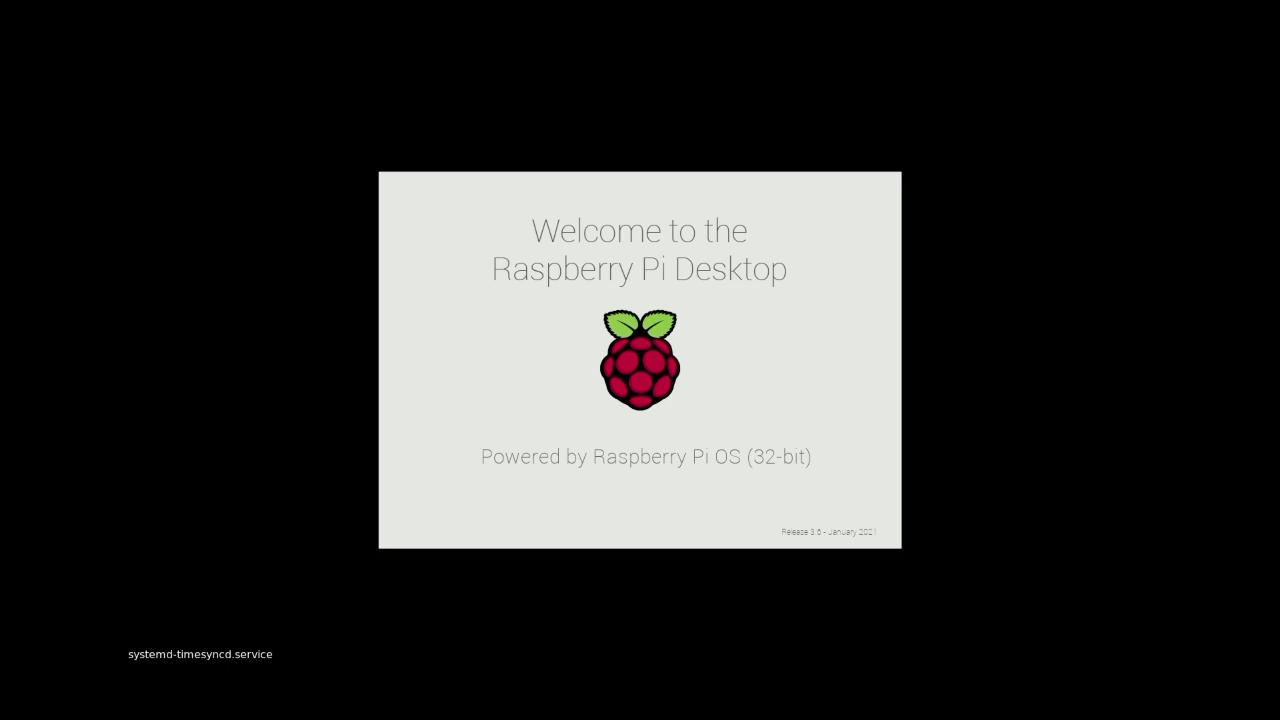 Welcome to the
Raspberry Pi Desktop
Powered by Raspberry Pi OS (32-bit)
Release 3.6 - January 2021
systemd-timesyncd.service